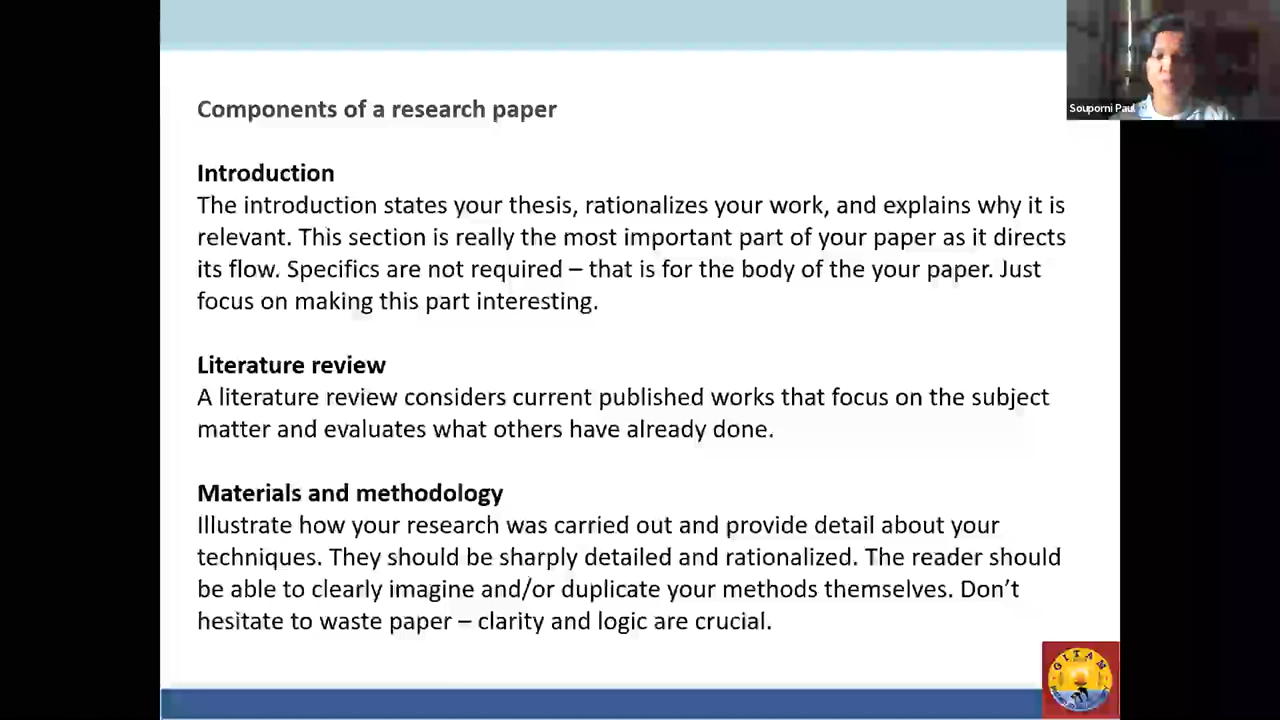 Components of a research paper
Souporni Paul
Introduction
The introduction states your thesis, rationalizes your work, and explains why it is
relevant. This section is really the most important part of your paper as it directs
its flow. Specifics are not required – that is for the body of the your paper. Just
focus on making this part interesting.
Literature review
A literature review considers current published works that focus on the subject
matter and evaluates what others have already done.
Materials and methodology
Illustrate how your research was carried out and provide detail about your
techniques. They should be sharply detailed and rationalized. The reader should
be able to clearly imagine and/or duplicate your methods themselves. Don’t
hesitate to waste paper – clarity and logic are crucial.
GITAM